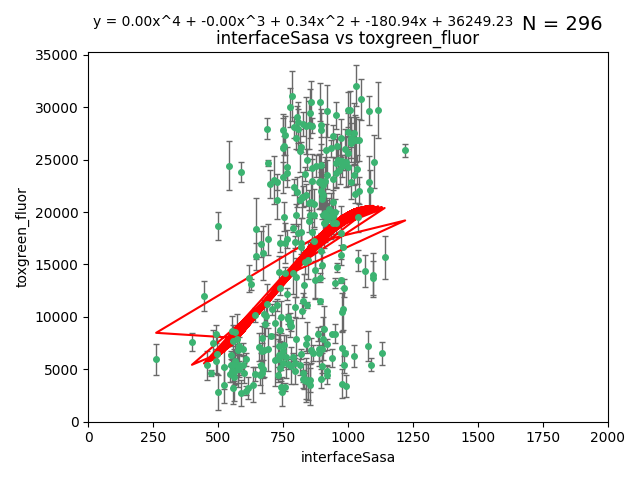 y = 0.00x^4 + -0.00x^3 + 0.34x^2 + -180.94x + 36249.23 N = 296
interfaceSasa vs toxgreen_fluor
35000
30000
25000
20000
15000
10000
5000
0
toxgreen_fluor
0 250 500 750 1000 1250 1500 1750 2000
interfaceSasa